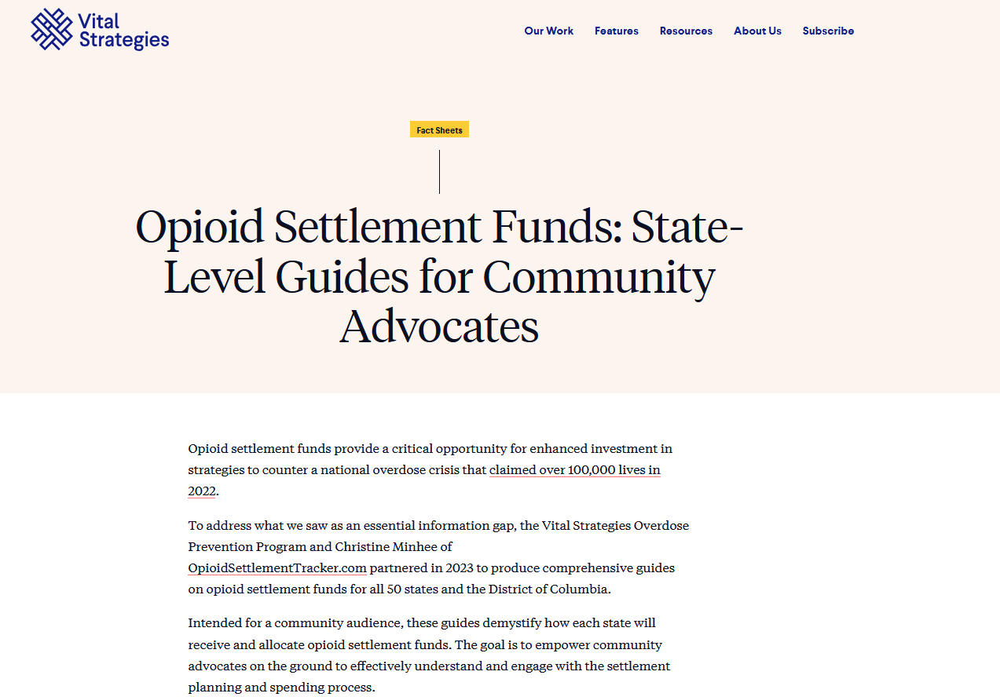 Vital
Strategies
Our Work Features Resources About Us Subscribe
Fact Sheets
Opioid Settlement Funds: State-
Level Guides for Community
Advocates
Opioid settlement funds provide a critical opportunity for enhanced investment in
strategies to counter a national overdose crisis that claimed over 100,000 lives in
2022.
To address what we saw as an essential information gap, the Vital Strategies Overdose
Prevention Program and Christine Minhee of
OpioidSettlementTracker.com partnered in 2023 to produce comprehensive guides
on opioid settlement funds for all 50 states and the District of Columbia.
Intended for a community audience, these guides demystify how each state will
receive and allocate opioid settlement funds. The goal is to empower community
advocates on the ground to effectively understand and engage with the settlement
planning and spending process.